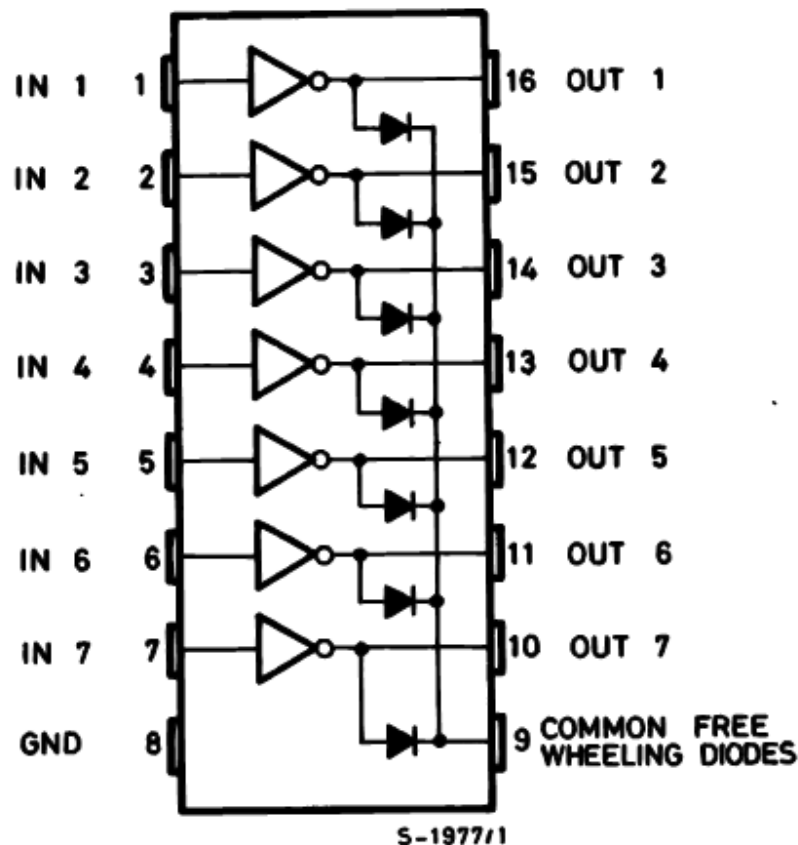 IN 1 1 16 OUT 1
IN 2 2 15 OUT 2
IN 3 3 14 OUT 3
IN 4 4 13 OUT 4
IN 5 5 12 OUT 5
IN 6 6 11 OUT 6
IN 7 7 10 OUT 7
GND 8 9 COMMON FREE
WHEELING DIODES
S-1977/1